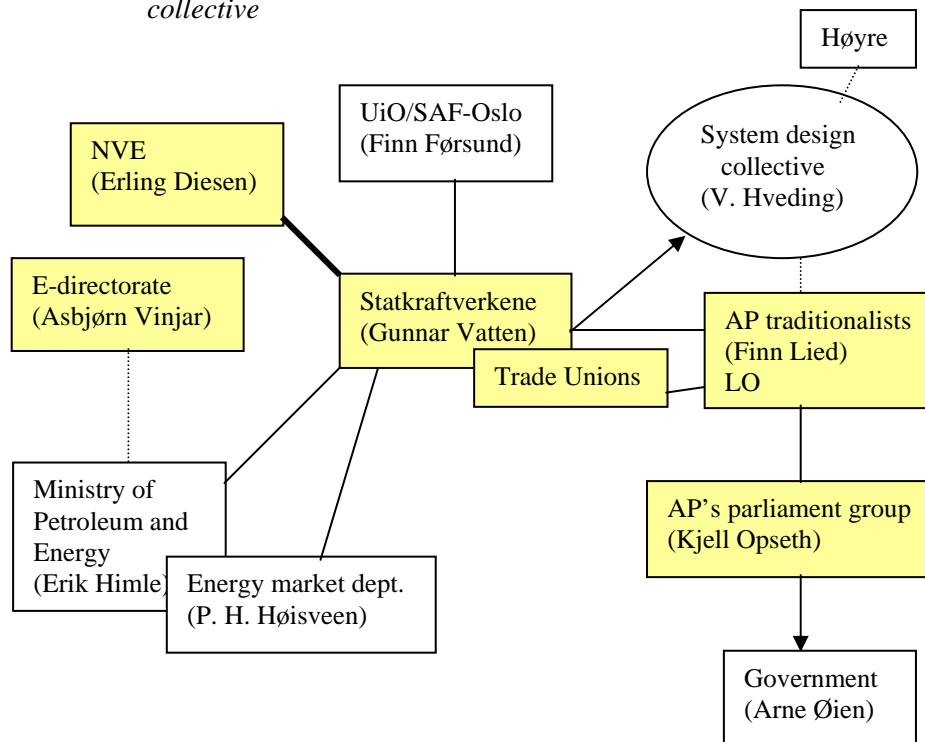 collective
Høyre
UiO/SAF-Oslo
(Finn Førsund)
System design
collective
(V. Hveding)
NVE
(Erling Diesen)
E-directorate
(Asbjørn Vinjar)
Statkraftverkene
(Gunnar Vatten)
Trade Unions
AP traditionalists
(Finn Lied)
LO
Ministry of
Petroleum and
Energy
(Erik Himle)
Energy market dept.
(P. H. Høisveen)
AP's parliament group
(Kjell Opseth)
Government
(Arne Øien)